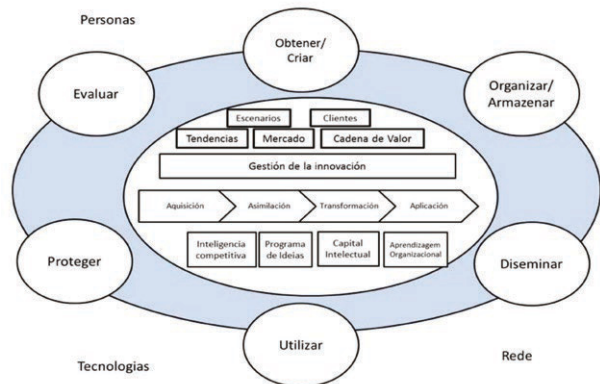 Personas
Obtener/
Criar
Evaluar
Organizar/
Armazenar
Escenarios
Clientes
Tendencias
Mercado
Cadena de Valor
Gestión de la innovación
Aquisición
Asimilación
Transformación
Aplicación
Inteligencia
competitiva
Programa
de Ideias
Capital
Intelectual
Aprendizagem
Organizacional
Proteger
Diseminar
Utilizar
Tecnologias
Rede